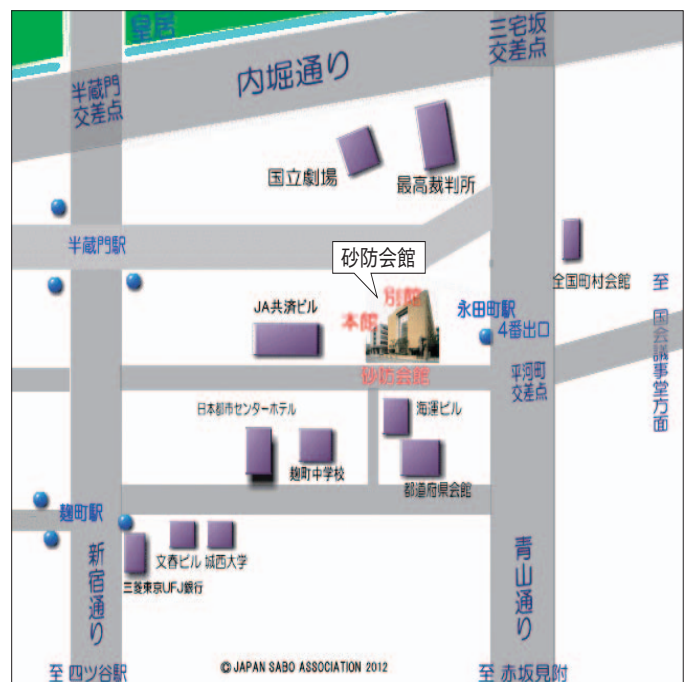 皇居
三宅坂
交差点
内堀通り
半蔵門
交差点
国立劇場
最高裁判所
半蔵門駅
砂防会館
全国町村会館
至 国会議事堂方面
別館
本館
JA共済ビル
永田町駅
4番出口
砂防会館
平河町
交差点
日本都市センターホテル
海運ビル
麹町中学校
都道府県会館
麹町駅
新宿通り
文春ビル
城西大学
三菱東京UFJ銀行
青山通り
至 四ツ谷駅
© JAPAN SABO ASSOCIATION 2012
至 赤坂見附